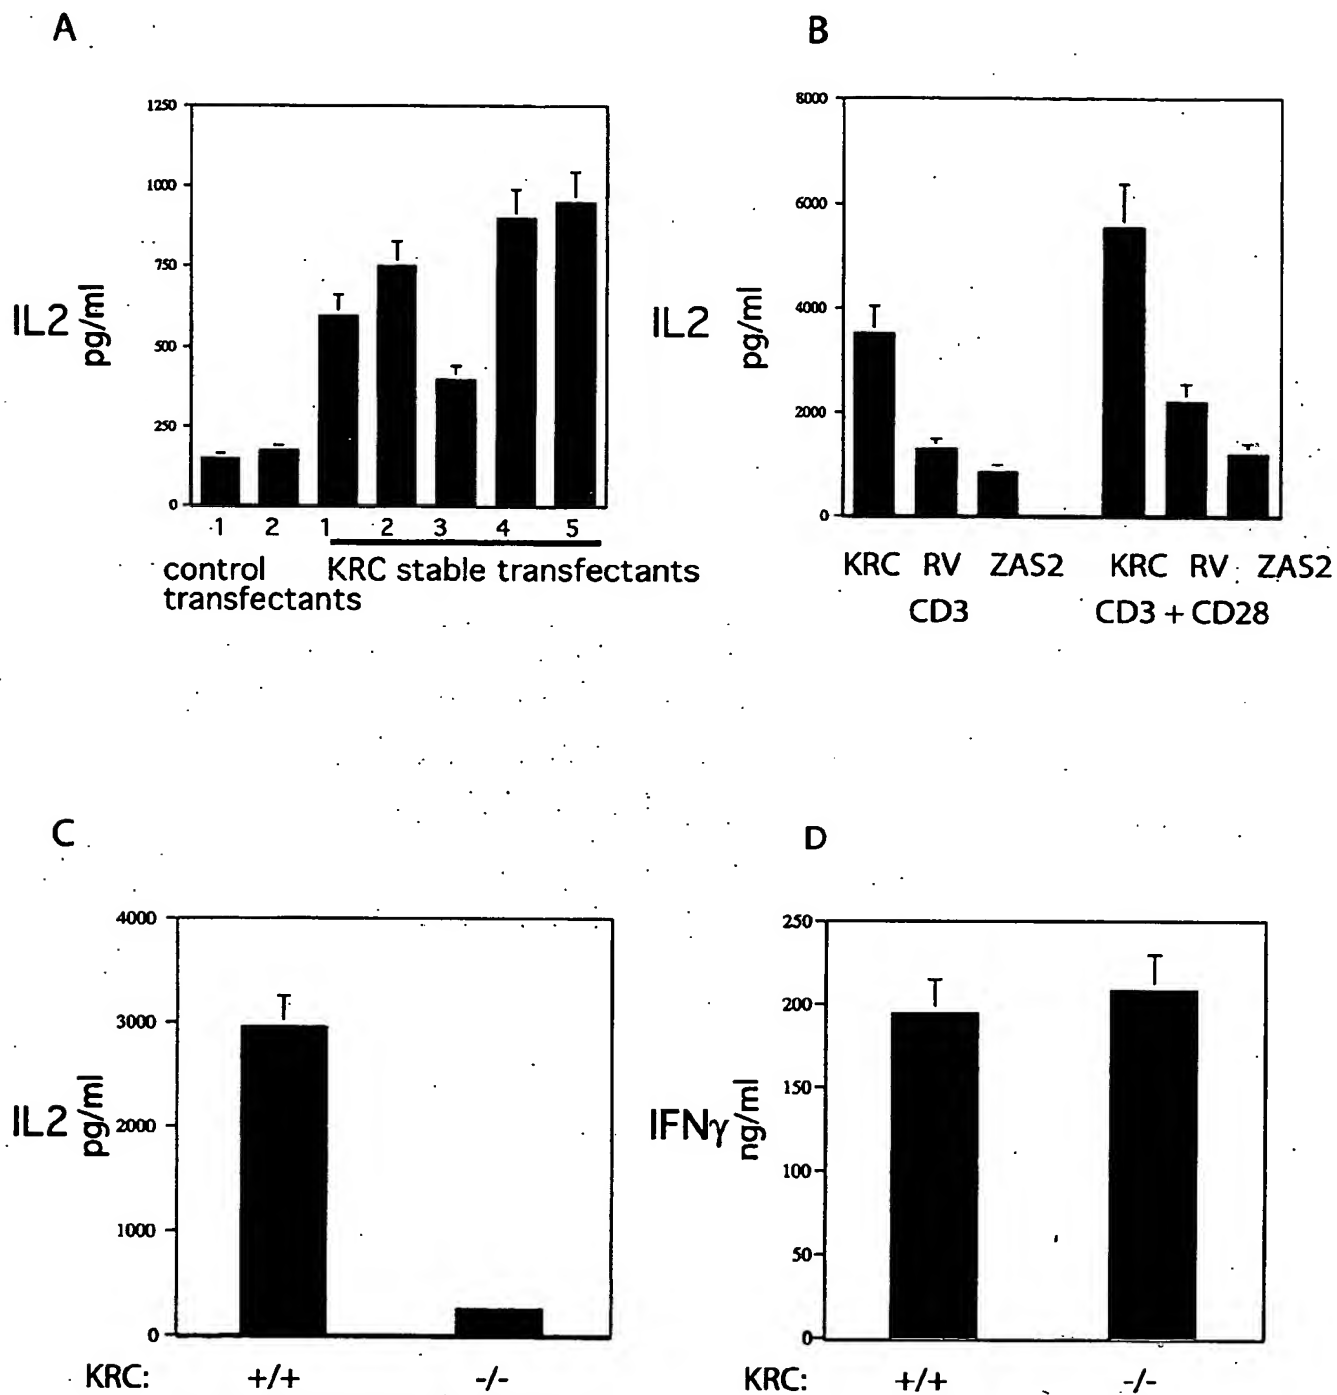 A
1250
1000
750
500
250
0
IL2 pg/ml
1 2 1 2 3 4 5
control KRC stable transfectants
transfectants
B
8000
6000
4000
2000
0
IL2 pg/ml
KRC RV ZAS2 KRC RV ZAS2
CD3 CD3 + CD28
C
4000
3000
2000
1000
0
IL2 pg/ml
KRC: +/+ -/-
D
250
200
150
100
50
0
IFNγ ng/ml
KRC: +/+ -/-